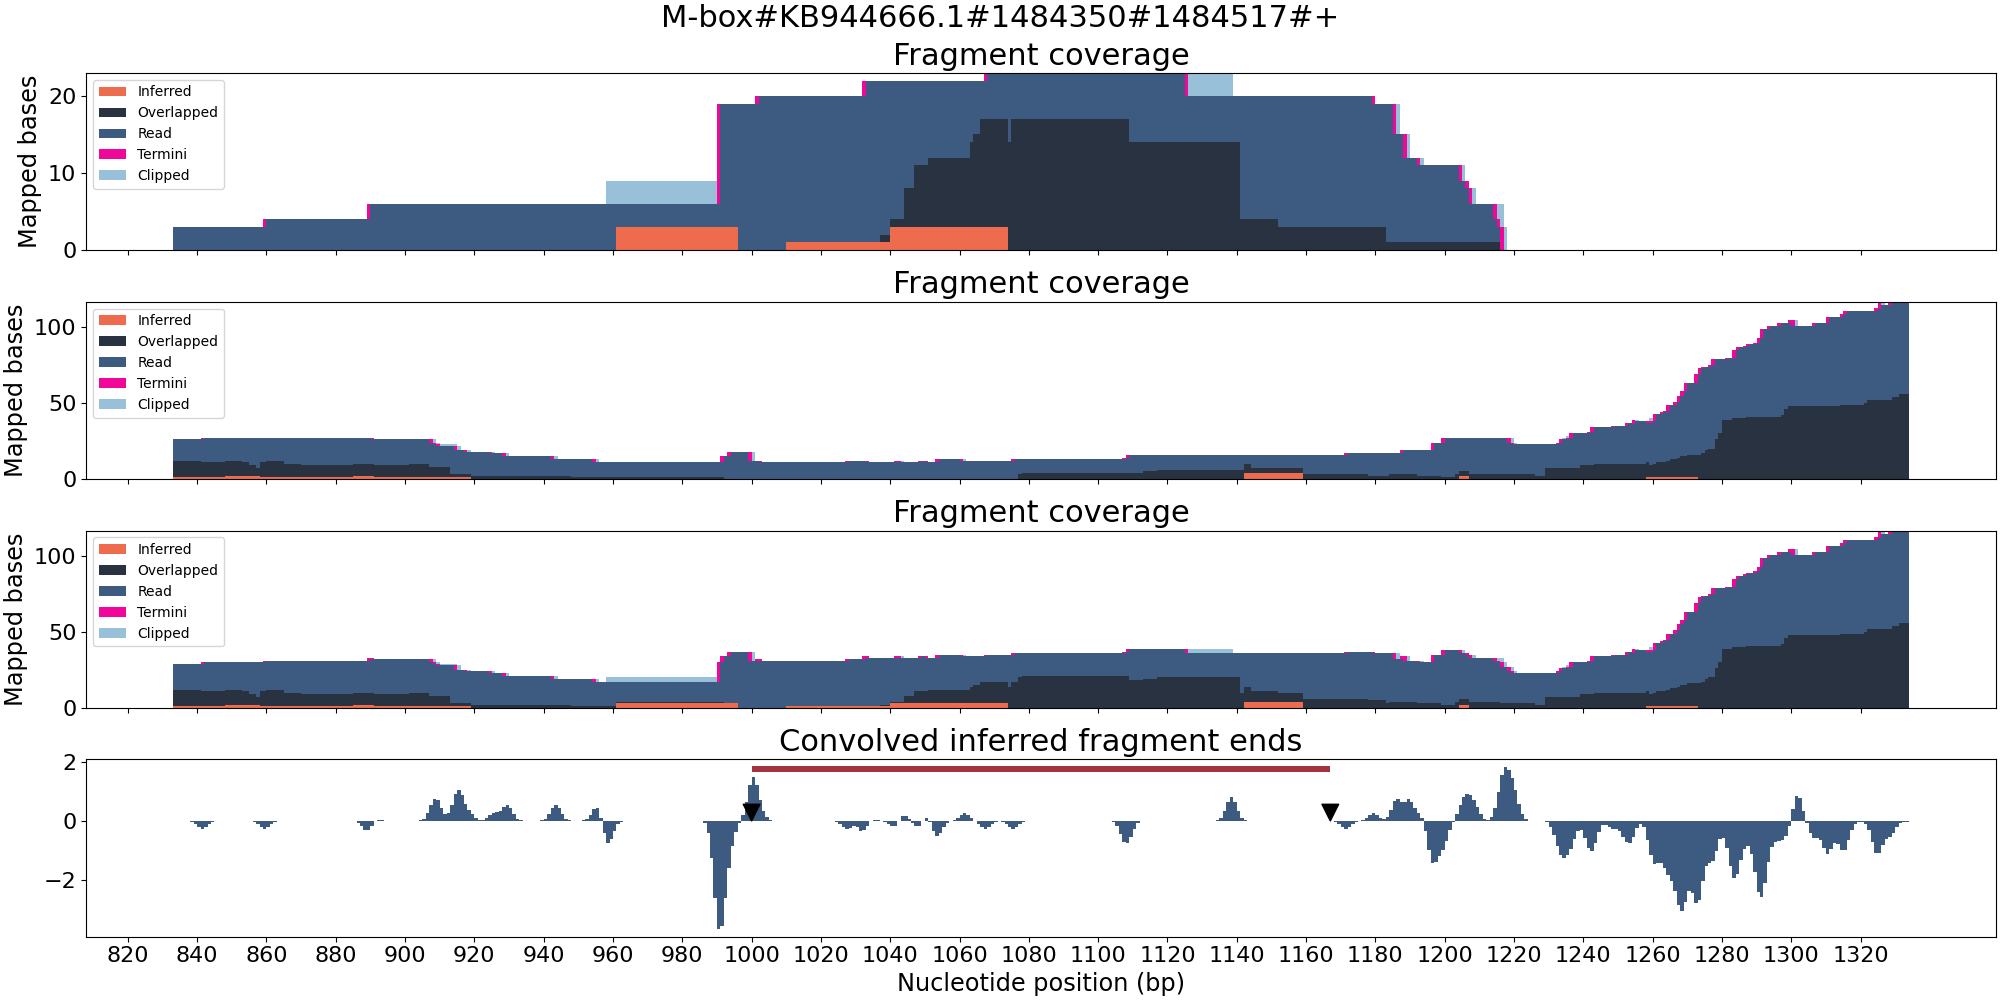 M-box#KB944666.1#1484350#1484517#+
Fragment coverage
Mapped bases
20
10
0
Inferred
Overlapped
Read
Termini
Clipped
Fragment coverage
Mapped bases
100
50
0
Inferred
Overlapped
Read
Termini
Clipped
Fragment coverage
Mapped bases
100
50
0
Inferred
Overlapped
Read
Termini
Clipped
Convolved inferred fragment ends
2
0
−2
820 840 860 880 900 920 940 960 980 1000 1020 1040 1060 1080 1100 1120 1140 1160 1180 1200 1220 1240 1260 1280 1300 1320
Nucleotide position (bp)